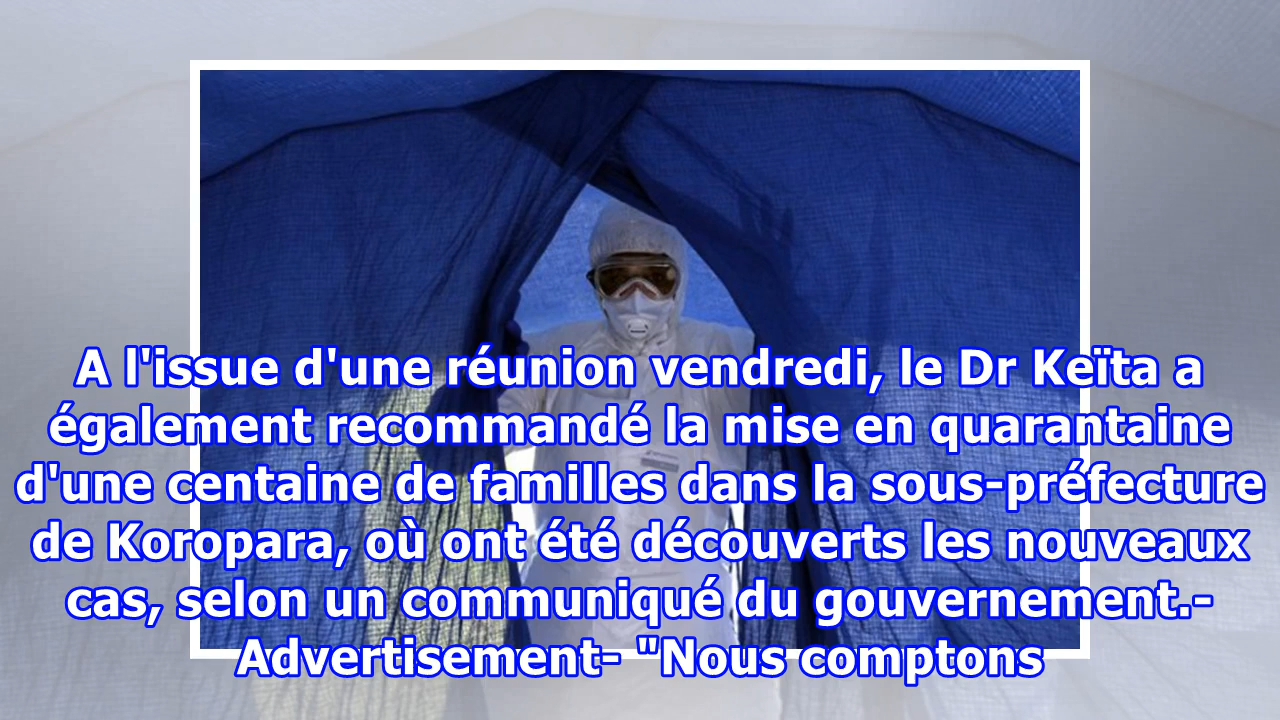 A l'issue d'une réunion vendredi, le Dr Keïta a
également recommandé la mise en quarantaine
d'une centaine de familles dans la sous-préfecture
de Koropara, où ont été découverts les nouveaux
cas, selon un communiqué du gouvernement.-
Advertisement- "Nous comptons